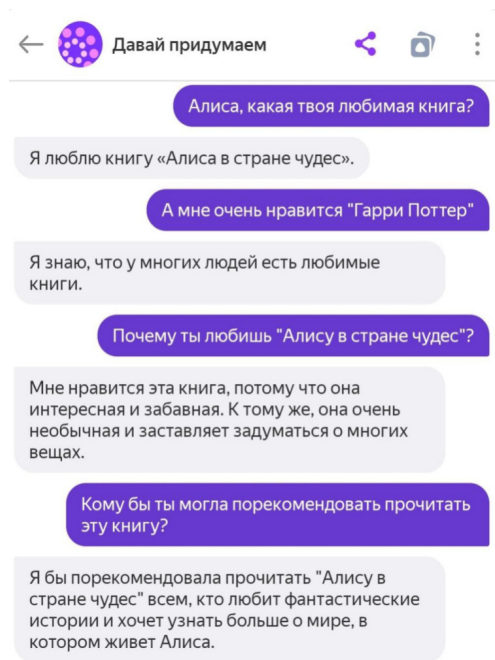 Давай придумаем
Алиса, какая твоя любимая книга?
Я люблю книгу «Алиса в стране чудес».
А мне очень нравится "Гарри Поттер"
Я знаю, что у многих людей есть любимые
книги.
Почему ты любишь "Алису в стране чудес"?
Мне нравится эта книга, потому что она
интересная и забавная. К тому же, она очень
необычная и заставляет задуматься о многих
вещах.
Кому бы ты могла порекомендовать прочитать
эту книгу?
Я бы порекомендовала прочитать "Алису в
стране чудес" всем, кто любит фантастические
истории и хочет узнать больше о мире, в
котором живет Алиса.